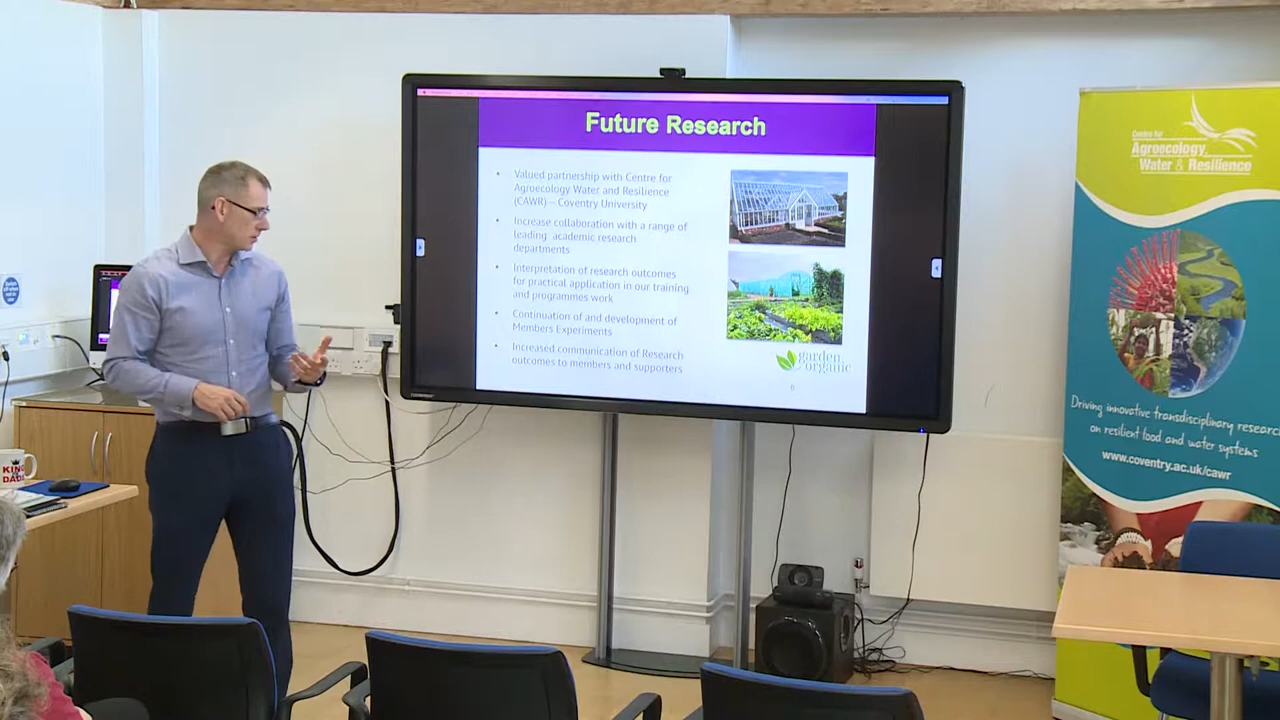 Future Research
• Valued partnership with Centre for
Agroecology Water and Resilience
(CAWR) – Coventry University
• Increase collaboration with a range of
leading academic research
departments
• Interpretation of research outcomes
for practical application in our training
and programmes work
• Continuation of and development of
Members Experiments
• Increased communication of Research
outcomes to members and supporters
garden
organic
6
Centre for
Agroecology,
Water & Resilience
Driving innovative transdisciplinary research
on resilient food and water systems
www.coventry.ac.uk/cawr
KING
DADS